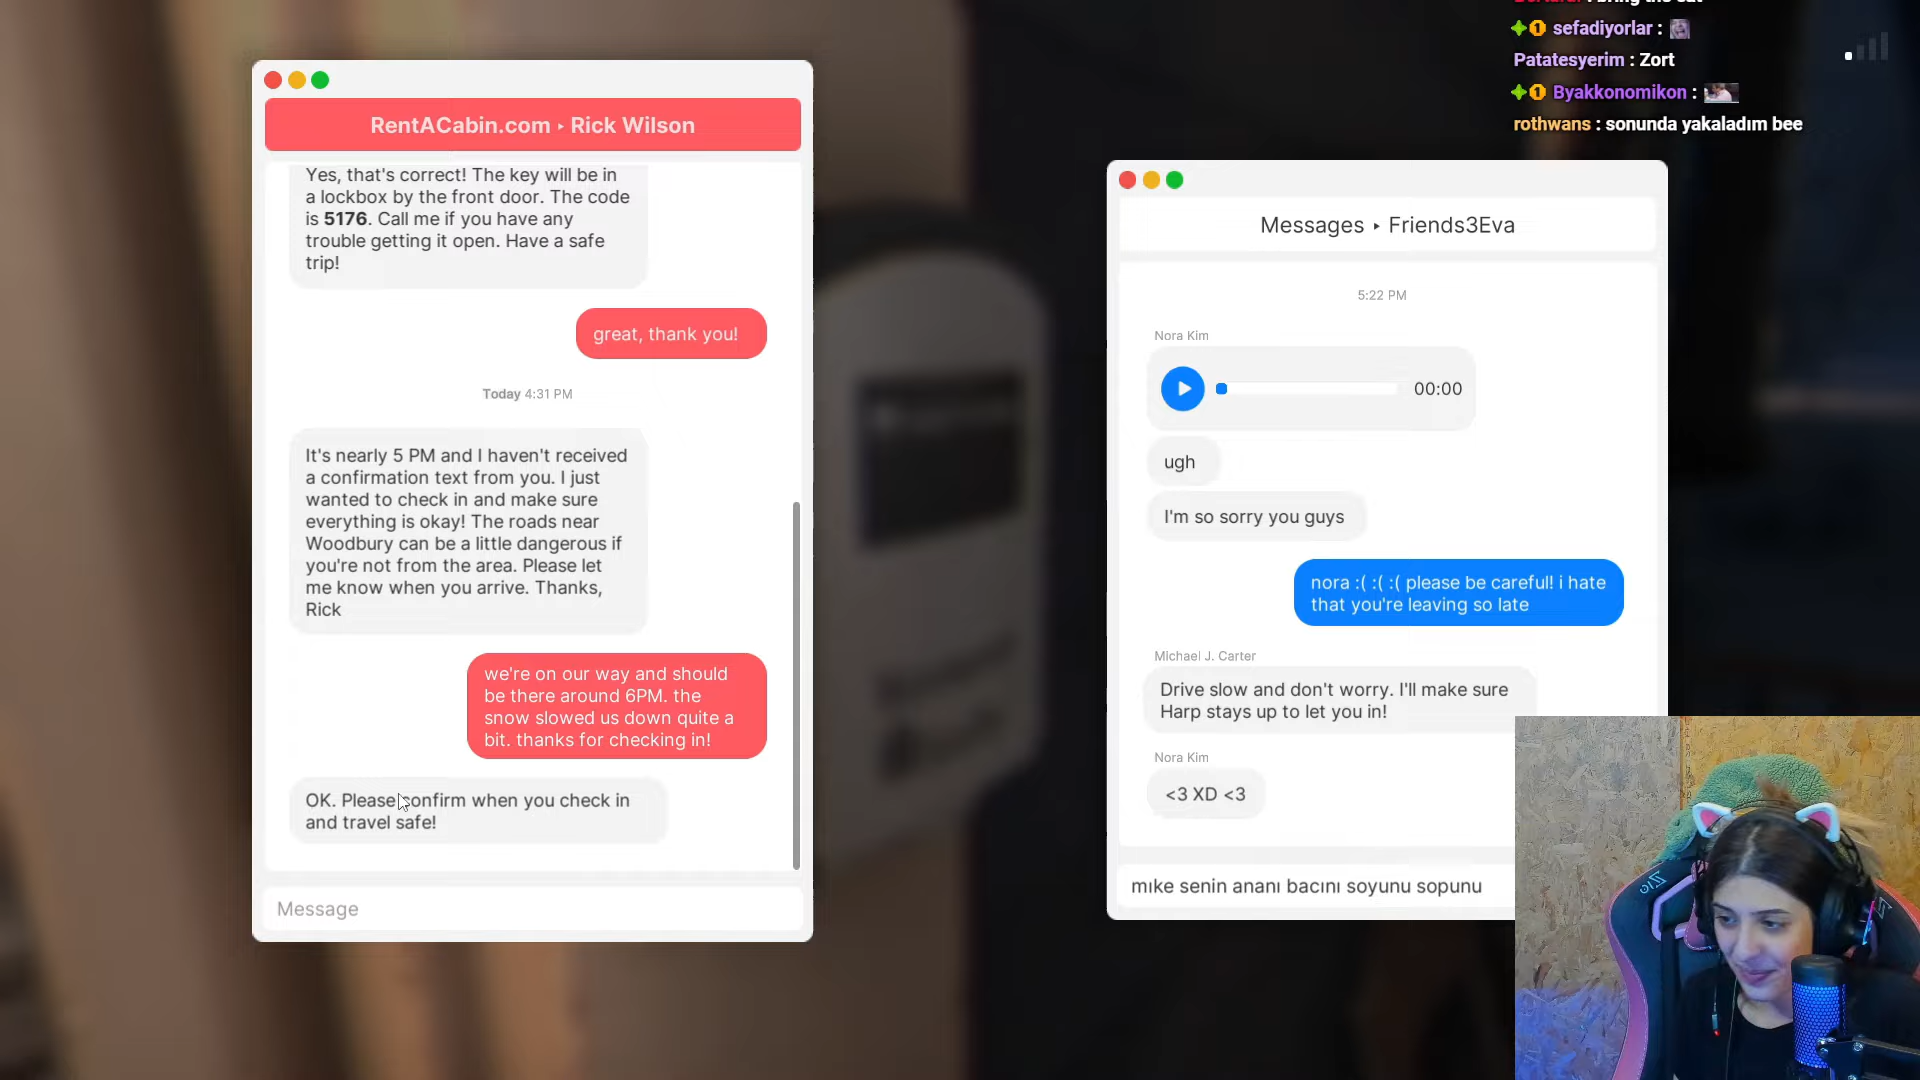 RentACabin.com ‣ Rick Wilson
Yes, that's correct! The key will be in
a lockbox by the front door. The code
is 5176. Call me if you have any
trouble getting it open. Have a safe
trip!
great, thank you!
Today 4:31 PM
It's nearly 5 PM and I haven't received
a confirmation text from you. I just
wanted to check in and make sure
everything is okay! The roads near
Woodbury can be a little dangerous if
you're not from the area. Please let
me know when you arrive. Thanks,
Rick
we're on our way and should
be there around 6PM. the
snow slowed us down quite a
bit. thanks for checking in!
OK. Please confirm when you check in
and travel safe!
Message
Messages ‣ Friends3Eva
5:22 PM
Nora Kim
00:00
ugh
I'm so sorry you guys
nora :( :( :( please be careful! i hate
that you're leaving so late
Michael J. Carter
Drive slow and don't worry. I'll make sure
Harp stays up to let you in!
Nora Kim
<3 XD <3
mıke senin ananı bacını soyunu sopunu
sefadiyorlar :
Patatesyerim : Zort
Byakkonomikon :
rothwans : sonunda yakaladım bee